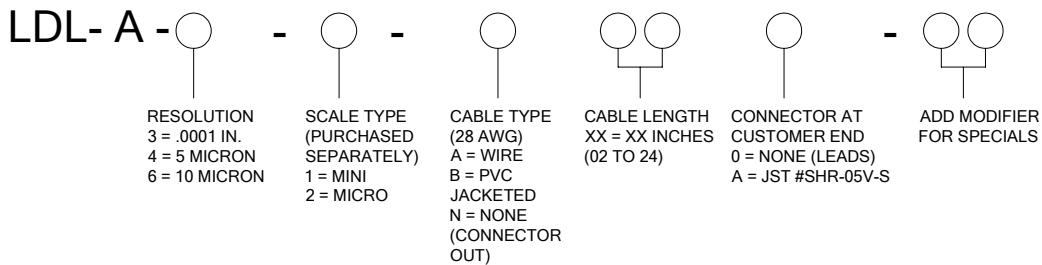 LDL- A - - - -
RESOLUTION
3 = .0001 IN.
4 = 5 MICRON
6 = 10 MICRON
SCALE TYPE
(PURCHASED
SEPARATELY)
1 = MINI
2 = MICRO
CABLE TYPE
(28 AWG)
A = WIRE
B = PVC
JACKETED
N = NONE
(CONNECTOR
OUT)
CABLE LENGTH
XX = XX INCHES
(02 TO 24)
CONNECTOR AT
CUSTOMER END
0 = NONE (LEADS)
A = JST #SHR-05V-S
ADD MODIFIER
FOR SPECIALS